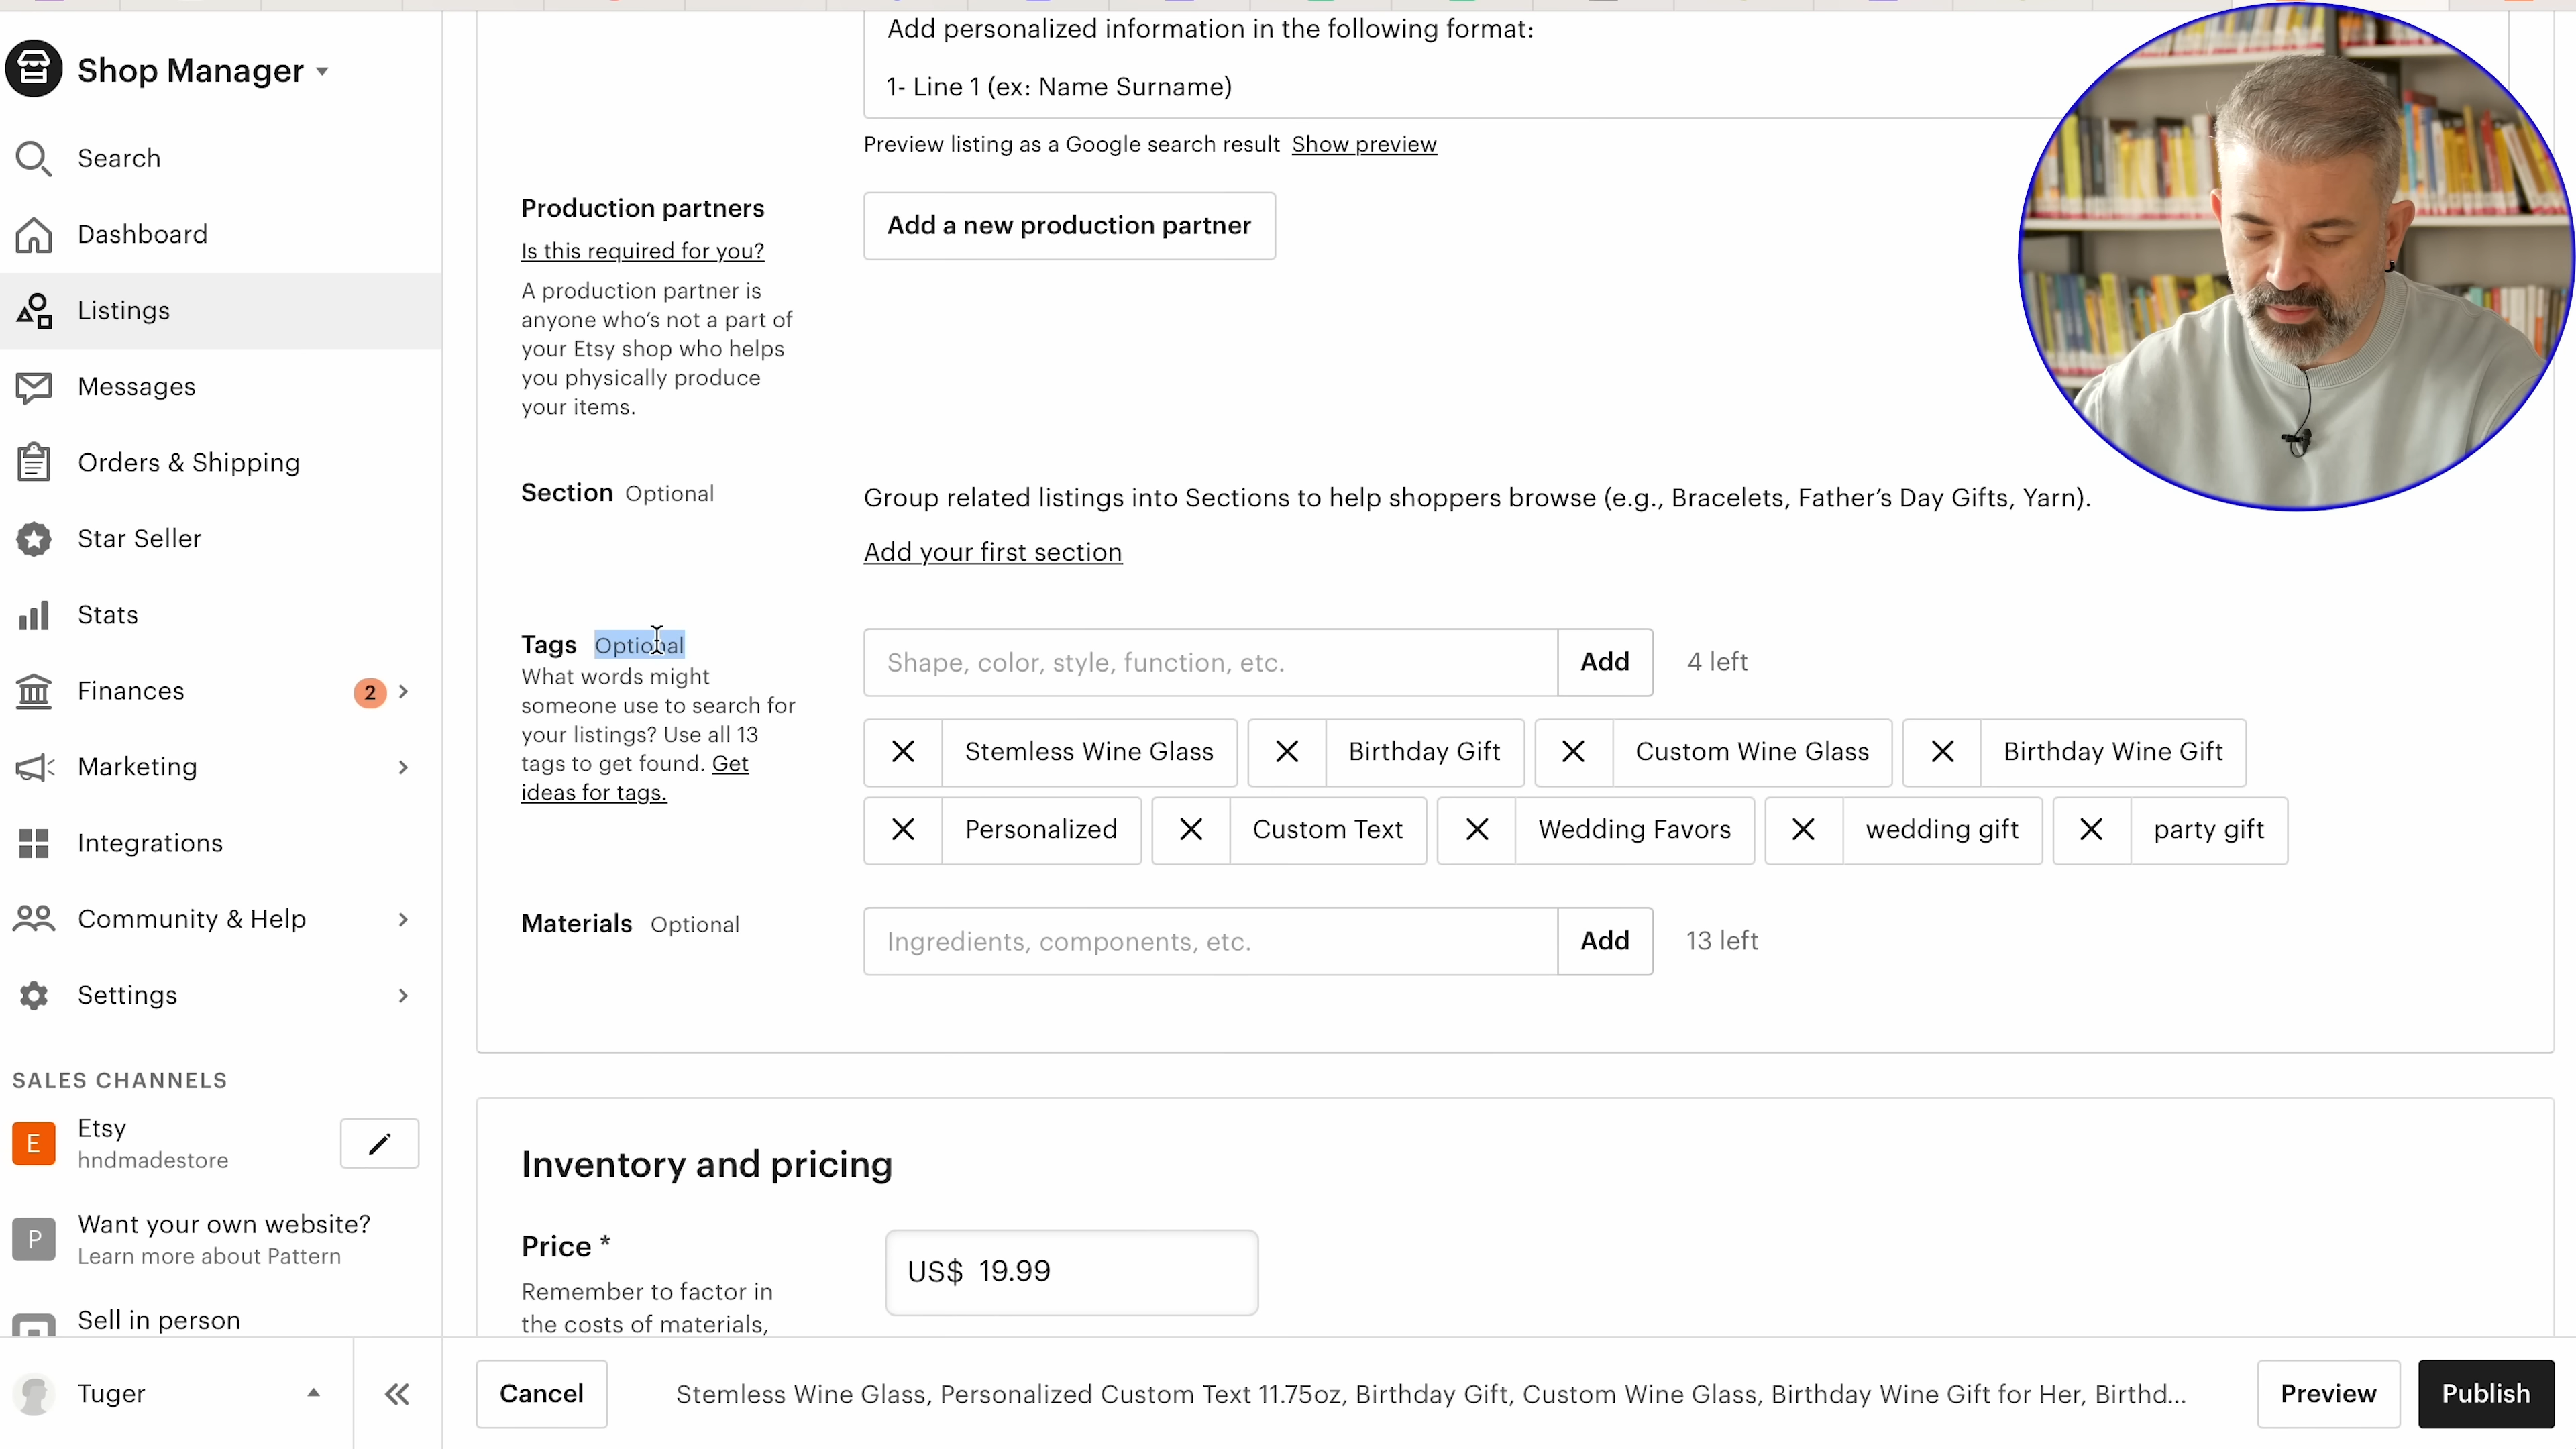 Add personalized information in the following format:
1- Line 1 (ex: Name Surname)
Preview listing as a Google search result Show preview
Shop Manager
Search
Dashboard
Listings
Messages
Orders & Shipping
Star Seller
Stats
Finances 2
Marketing
Integrations
Community & Help
Settings
SALES CHANNELS
E
Etsy
hndmadestore
P
Want your own website?
Learn more about Pattern
Sell in person
Tuger
Production partners
Is this required for you?
A production partner is
anyone who’s not a part of
your Etsy shop who helps
you physically produce
your items.
Add a new production partner
Section Optional
Group related listings into Sections to help shoppers browse (e.g., Bracelets, Father’s Day Gifts, Yarn).
Add your first section
Tags Optional
What words might
someone use to search for
your listings? Use all 13
tags to get found. Get
ideas for tags.
Shape, color, style, function, etc. Add 4 left
Stemless Wine Glass Birthday Gift Custom Wine Glass Birthday Wine Gift
Personalized Custom Text Wedding Favors wedding gift party gift
Materials Optional
Ingredients, components, etc. Add 13 left
Inventory and pricing
Price *
Remember to factor in
the costs of materials,
US$ 19.99
Cancel
Stemless Wine Glass, Personalized Custom Text 11.75oz, Birthday Gift, Custom Wine Glass, Birthday Wine Gift for Her, Birthd...
Preview
Publish